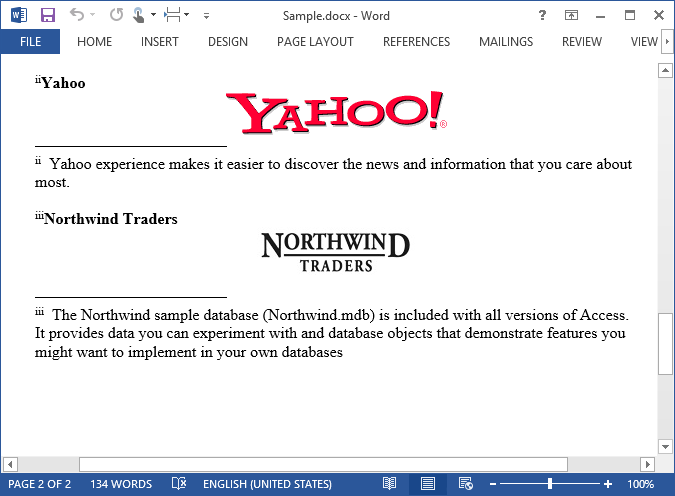 Sample.docx - Word
?
FILE HOME INSERT DESIGN PAGE LAYOUT REFERENCES MAILINGS REVIEW VIEW
iiYahoo
YAHOO!®
ii Yahoo experience makes it easier to discover the news and information that you care about
most.
iiiNorthwind Traders
NORTHWIND
TRADERS
iii The Northwind sample database (Northwind.mdb) is included with all versions of Access.
It provides data you can experiment with and database objects that demonstrate features you
might want to implement in your own databases
PAGE 2 OF 2 134 WORDS ENGLISH (UNITED STATES) 100%